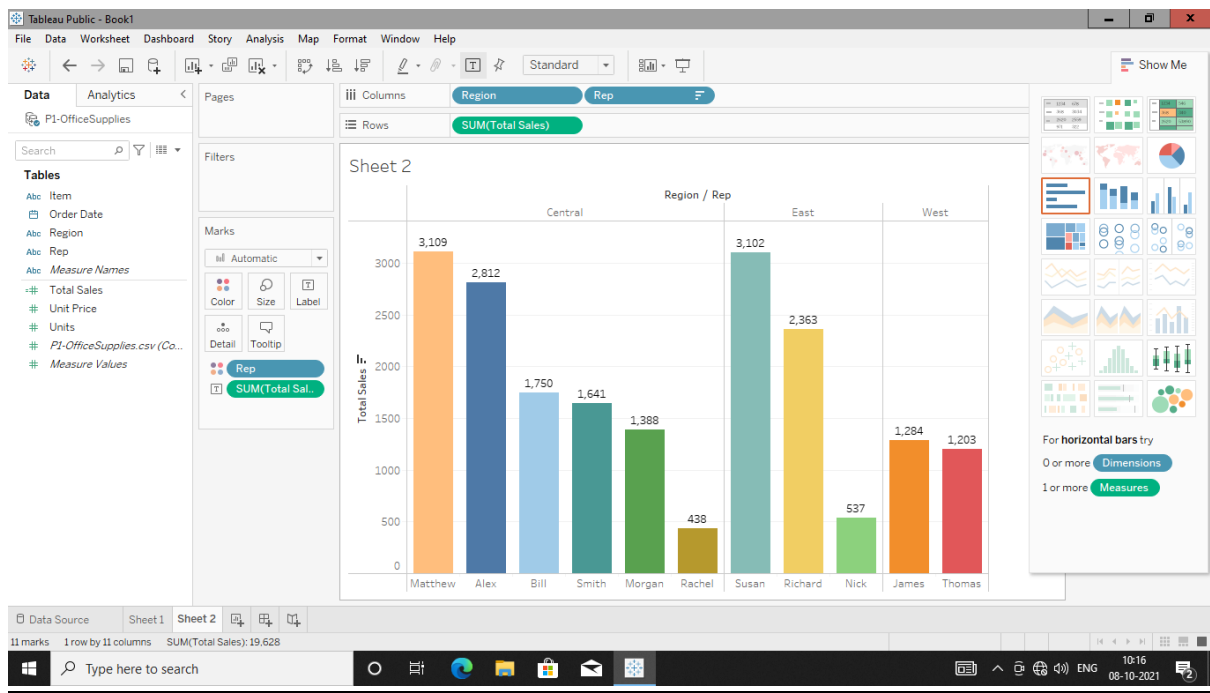 Tableau Public - Book1
File Data Worksheet Dashboard Story Analysis Map Format Window Help
Standard
Show Me
Data Analytics
P1-OfficeSupplies
Search
Tables
Abc Item
Order Date
Abc Region
Abc Rep
Abc Measure Names
=# Total Sales
# Unit Price
# Units
# P1-OfficeSupplies.csv (Co...
# Measure Values
Pages
Filters
Marks
Automatic
Color Size Label
Detail Tooltip
Rep
SUM(Total Sal..
Columns Region Rep
Rows SUM(Total Sales)
Sheet 2
Region / Rep
Central East West
Total Sales
3000
2500
2000
1500
1000
500
0
3,109 2,812 1,750 1,641 1,388 438 3,102 2,363 537 1,284 1,203
Matthew Alex Bill Smith Morgan Rachel Susan Richard Nick James Thomas
For horizontal bars try
0 or more Dimensions
1 or more Measures
Data Source Sheet 1 Sheet 2
11 marks 1 row by 11 columns SUM(Total Sales): 19,628
Type here to search
ENG
10:16
08-10-2021
2